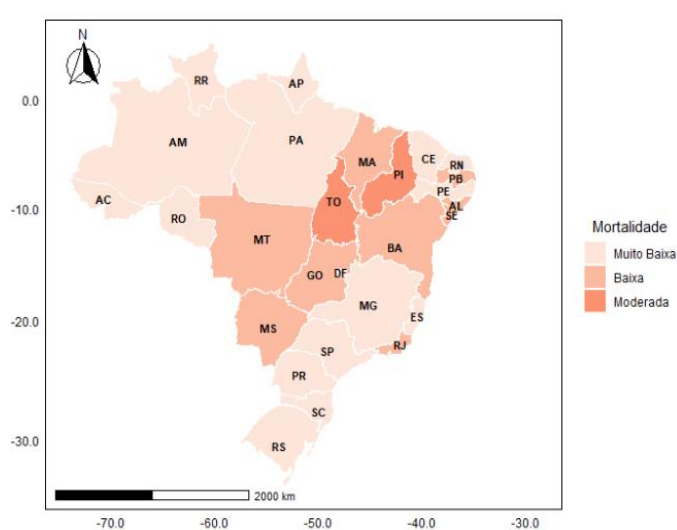 N
0.0
-10.0
-20.0
-30.0
RR
AP
AM
PA
MA
CE
RN
PB
PI
PE
AL
SE
AC
RO
TO
MT
BA
GO
DF
MG
ES
MS
RJ
SP
PR
SC
RS
2000 km
-70.0 -60.0 -50.0 -40.0 -30.0
Mortalidade
Muito Baixa
Baixa
Moderada